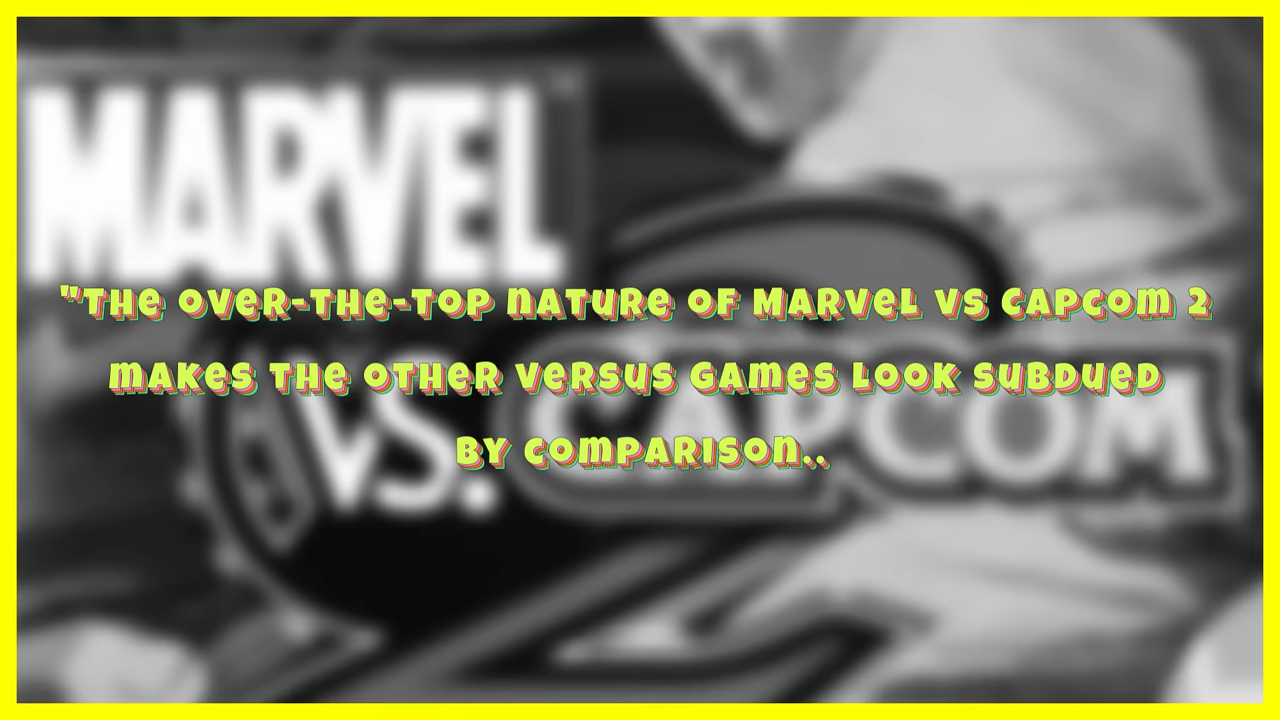 MARVEL
"The over-the-top nature of Marvel vs Capcom 2
makes the other versus games look subdued
by comparison..
VS. CAPCOM
2